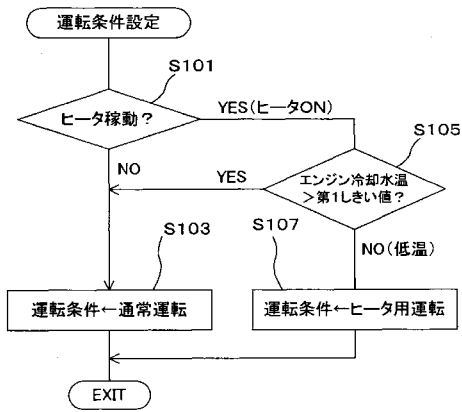 運転条件設定
S101
ヒータ稼動？
YES(ヒータON)
S105
NO
YES
エンジン冷却水温
＞第1しきい値？
S103
S107
NO(低温)
運転条件←通常運転
運転条件←ヒータ用運転
EXIT